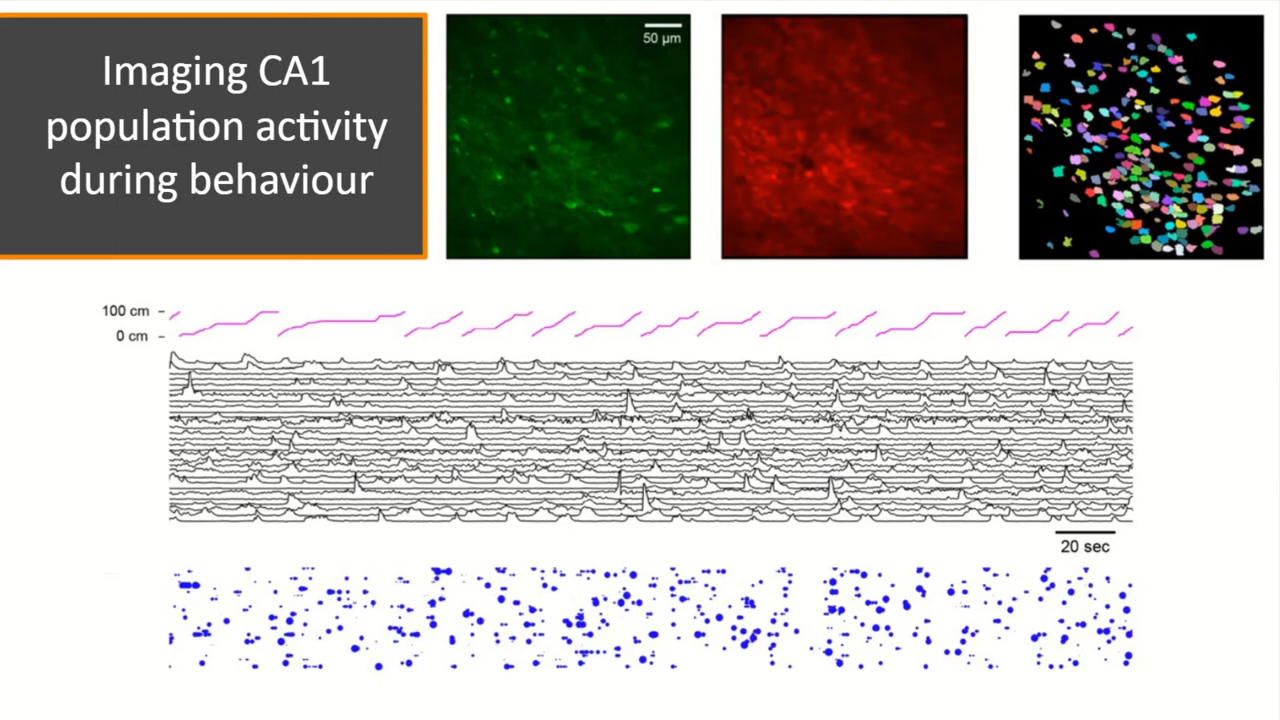 Imaging CA1
population activity
during behaviour
50 µm
100 cm
0 cm
20 sec